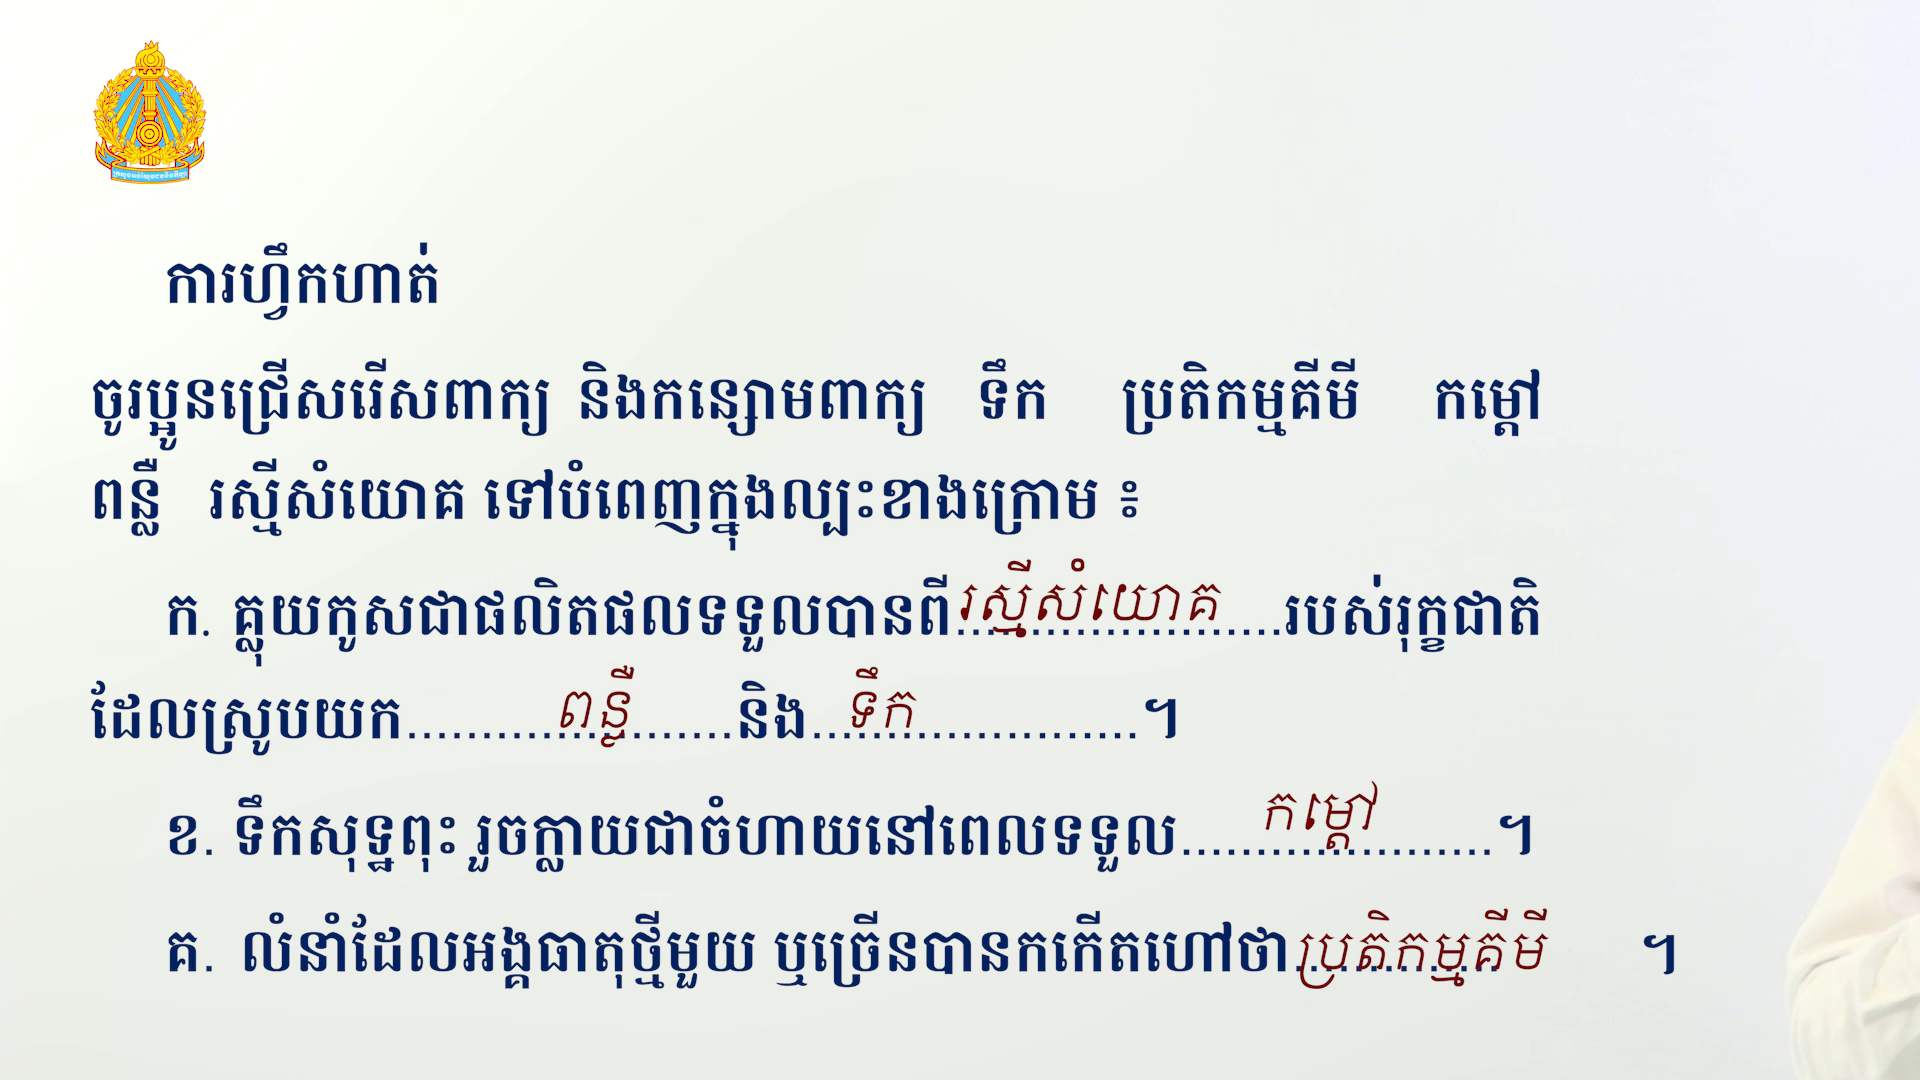 ការហ្វឹកហាត់
ចូរប្អូនជ្រើសរើសពាក្យ និងកន្សោមពាក្យ ទឹក ប្រតិកម្មគីមី កម្ដៅ
ពន្លឺ រស្មីសំយោគ ទៅបំពេញក្នុងល្បះខាងក្រោម ៖
ក. គ្លុយកូសជាផលិតផលទទួលបានពី...រស្មីសំយោគ...របស់រុក្ខជាតិ
ដែលស្រូបយក...ពន្លឺ...និង...ទឹក...។
ខ. ទឹកសុទ្ធពុះ រួចក្លាយជាចំហាយនៅពេលទទួល...កម្ដៅ...។
គ. លំនាំដែលអង្គធាតុថ្មីមួយ ឬច្រើនបានកកើតហៅថា...ប្រតិកម្មគីមី ។